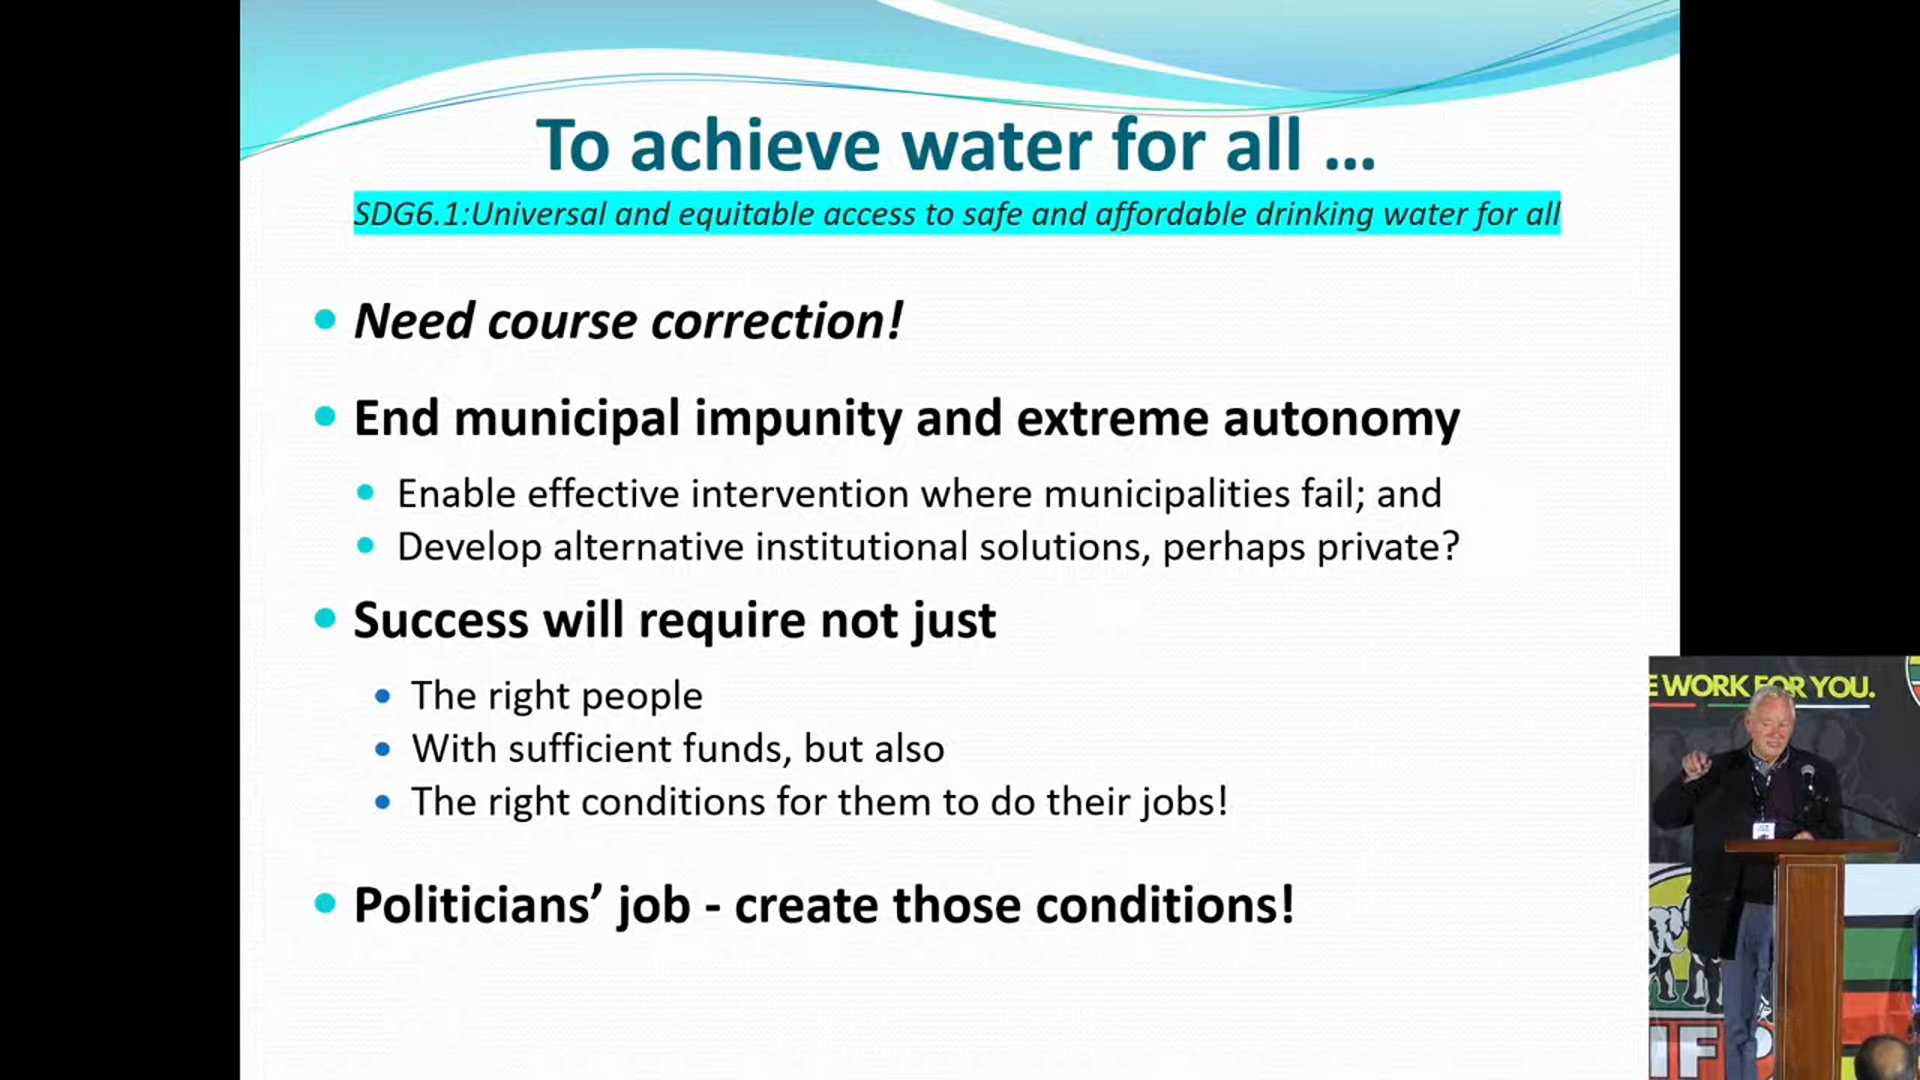 To achieve water for all ...
SDG6.1:Universal and equitable access to safe and affordable drinking water for all
Need course correction!
End municipal impunity and extreme autonomy
Enable effective intervention where municipalities fail; and
Develop alternative institutional solutions, perhaps private?
Success will require not just
The right people
With sufficient funds, but also
The right conditions for them to do their jobs!
Politicians’ job - create those conditions!
E WORK FOR YOU.
IFP